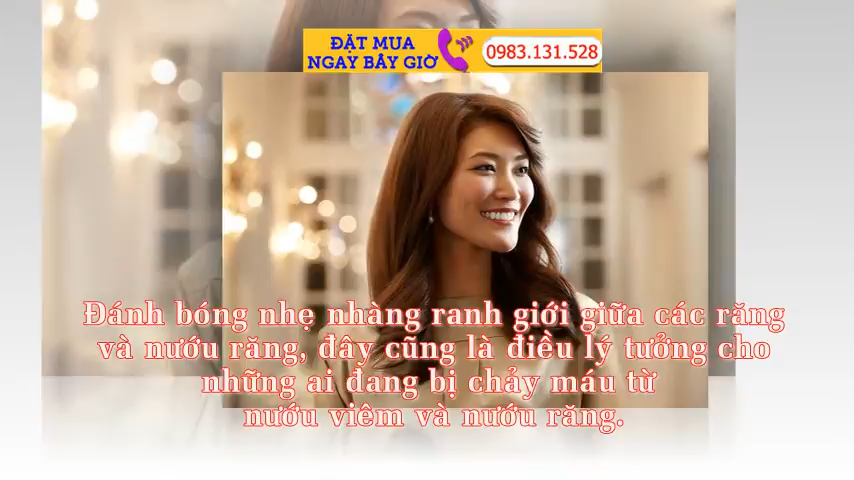 ĐẶT MUA
NGAY BÂY GIỜ
0983.131.528
Đánh bóng nhẹ nhàng ranh giới giữa các răng
và nướu răng, đây cũng là điều lý tưởng cho
những ai đang bị chảy máu từ
nướu viêm và nướu răng.